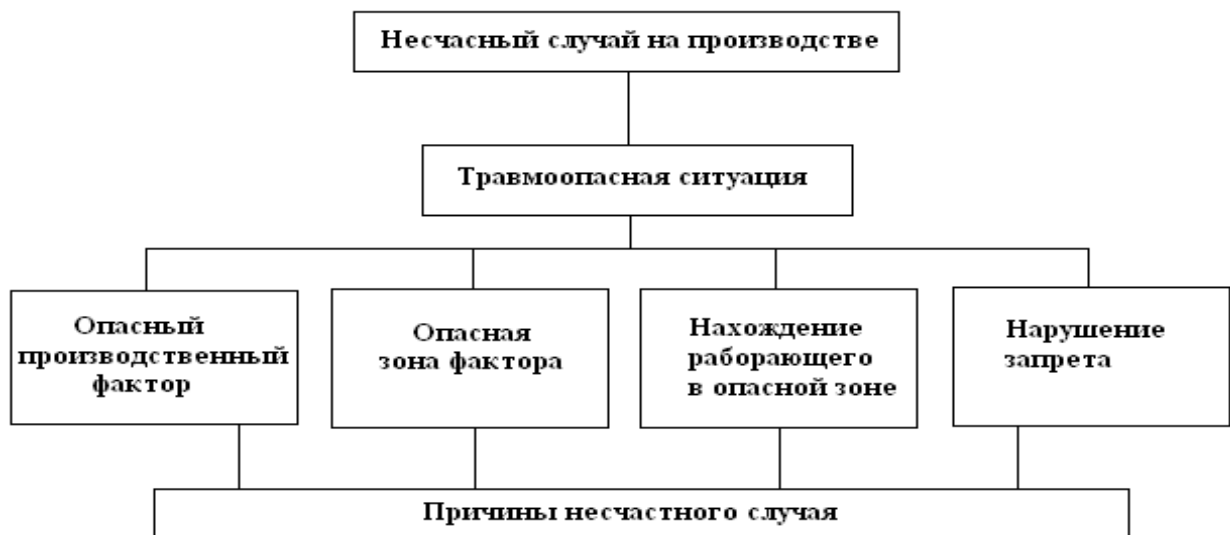 Несчасный случай на производстве
Травмоопасная ситуация
Опасный
производственный
фактор
Опасная
зона фактора
Нахождение
раборающего
в опасной зоне
Нарушение
запрета
Причины несчастного случая